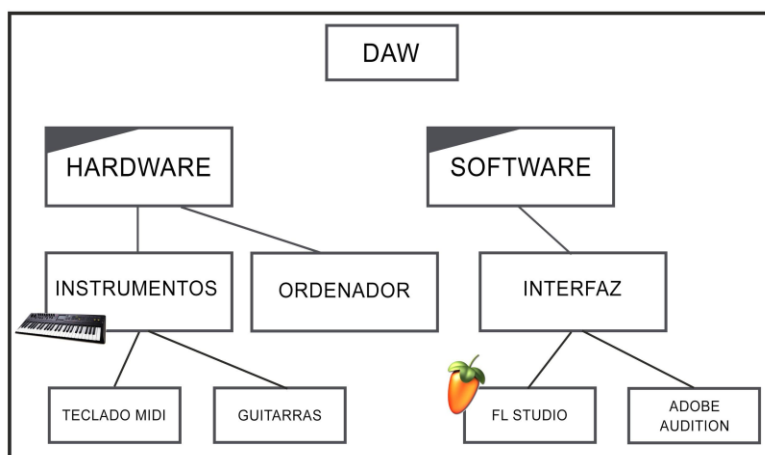 DAW
HARDWARE
SOFTWARE
INSTRUMENTOS
ORDENADOR
INTERFAZ
TECLADO MIDI
GUITARRAS
FL STUDIO
ADOBE
AUDITION